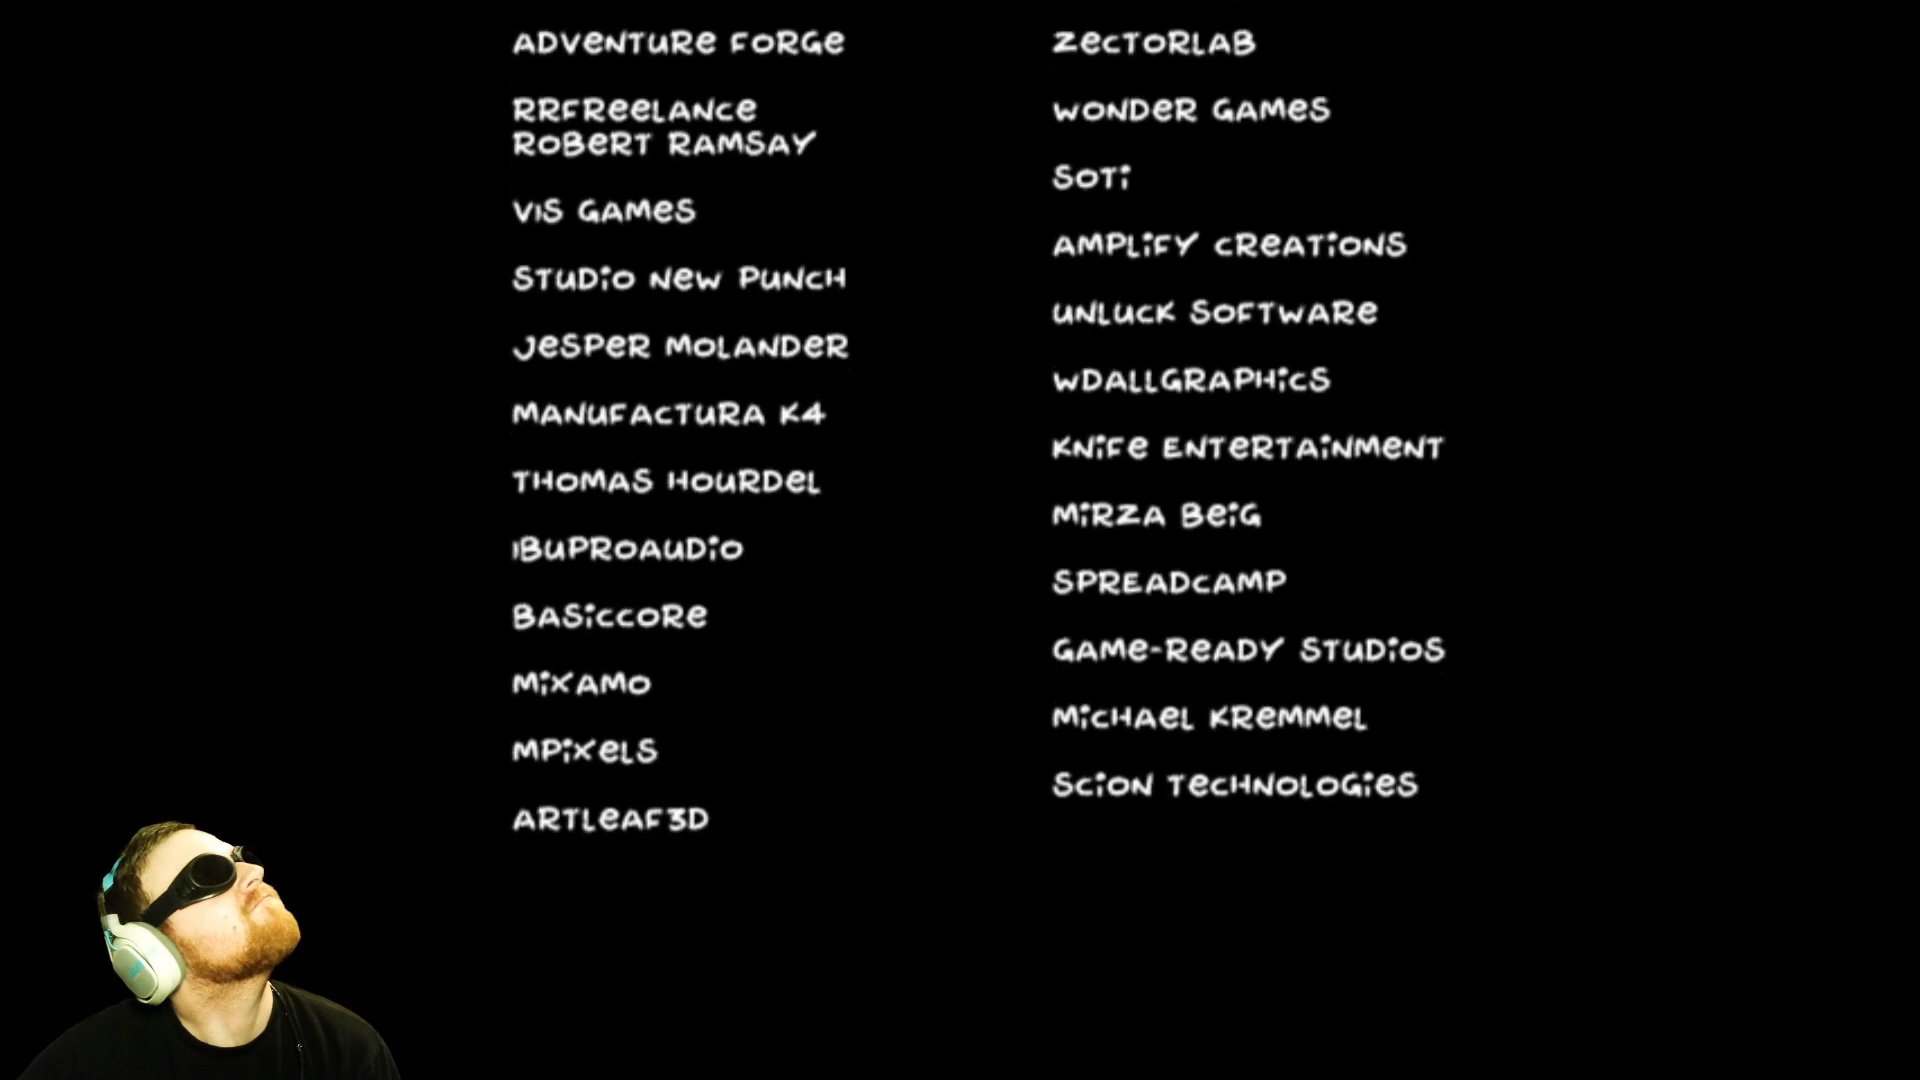 ADVENTURE FORGE
RRFREELANCE
ROBERT RAMSAY
VIS GAMES
STUDIO NEW PUNCH
JESPER MOLANDER
MANUFACTURA K4
THOMAS HOURDEL
IBUPROAUDIO
BASICCORE
MIXAMO
MPIXELS
ARTLEAF3D
ZECTORLAB
WONDER GAMES
SOTI
AMPLIFY CREATIONS
UNLUCK SOFTWARE
WDALLGRAPHICS
KNIFE ENTERTAINMENT
MIRZA BEIG
SPREADCAMP
GAME-READY STUDIOS
MICHAEL KREMMEL
SCION TECHNOLOGIES